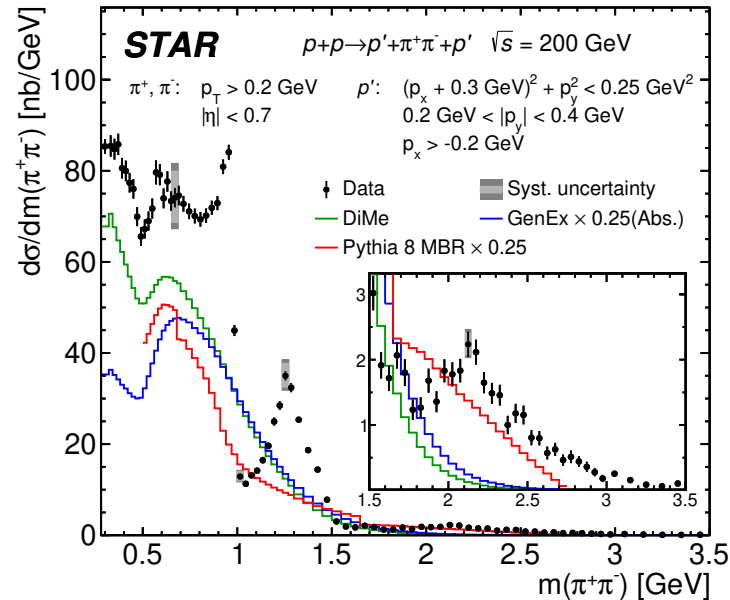 STAR
p+p→p'+π⁺π⁻+p' √s = 200 GeV
π⁺, π⁻: p_T > 0.2 GeV
|η| < 0.7
p': (p_x + 0.3 GeV)² + p_y² < 0.25 GeV²
0.2 GeV < |p_y| < 0.4 GeV
p_x > -0.2 GeV
Data
Syst. uncertainty
DiMe
GenEx × 0.25(Abs.)
Pythia 8 MBR × 0.25
dσ/dm(π⁺π⁻) [nb/GeV]
100
80
60
40
20
0
3
2
1
1.5 2 2.5 3 3.5
0.5 1 1.5 2 2.5 3 3.5
m(π⁺π⁻) [GeV]